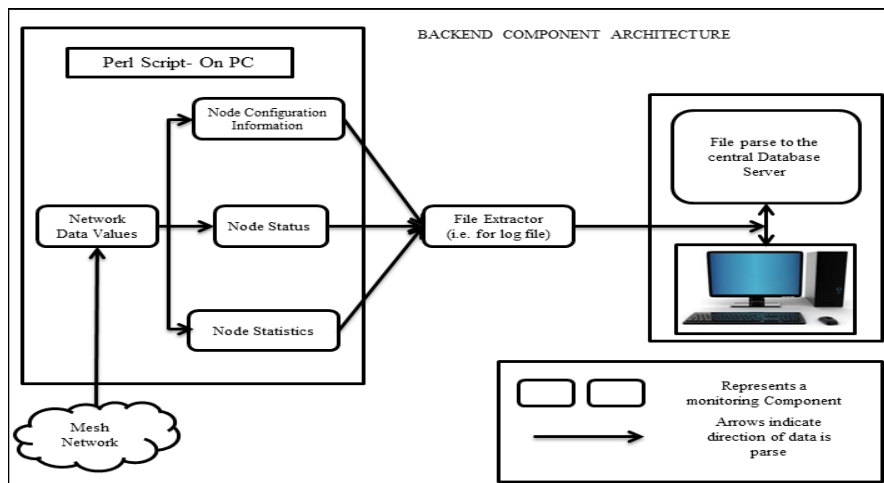 BACKEND COMPONENT ARCHITECTURE
Perl Script- On PC
Node Configuration
Information
Network
Data Values
Node Status
Node Statistics
Mesh
Network
File Extractor
(i.e. for log file)
File parse to the
central Database
Server
Represents a
monitoring Component
Arrows indicate
direction of data is
parse